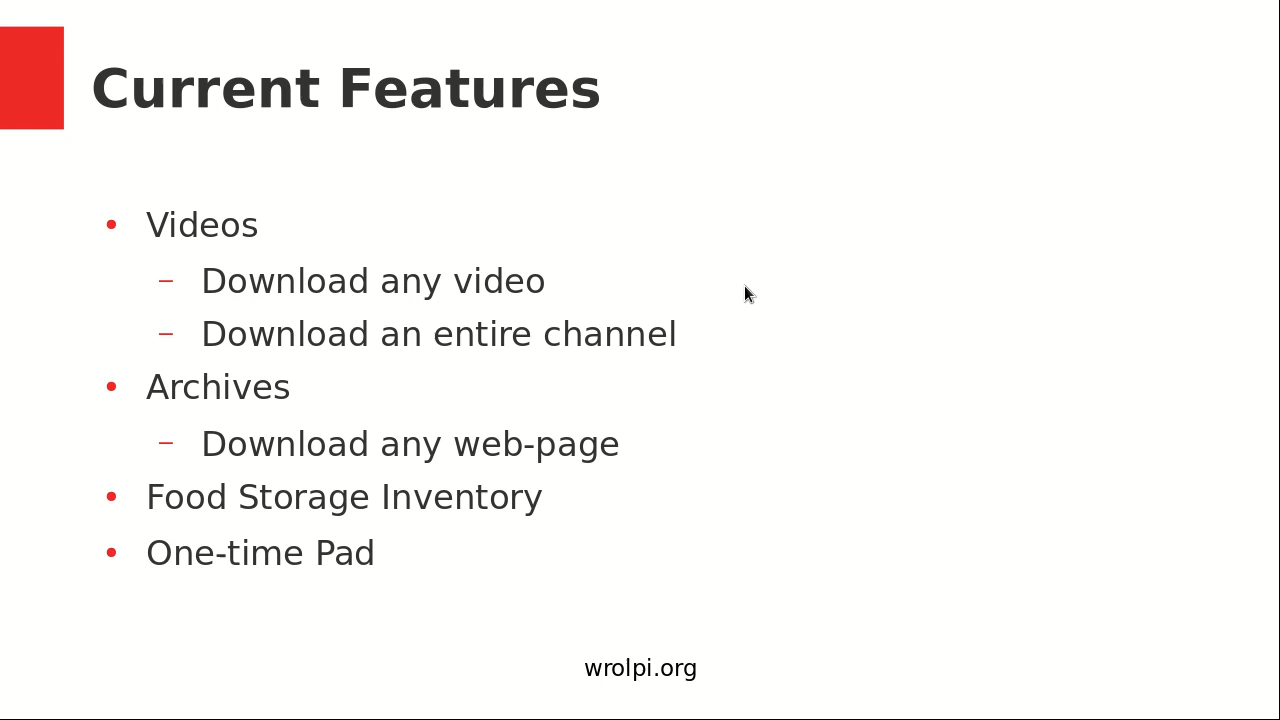 Current Features
• Videos
– Download any video
– Download an entire channel
• Archives
– Download any web-page
• Food Storage Inventory
• One-time Pad
wrolpi.org